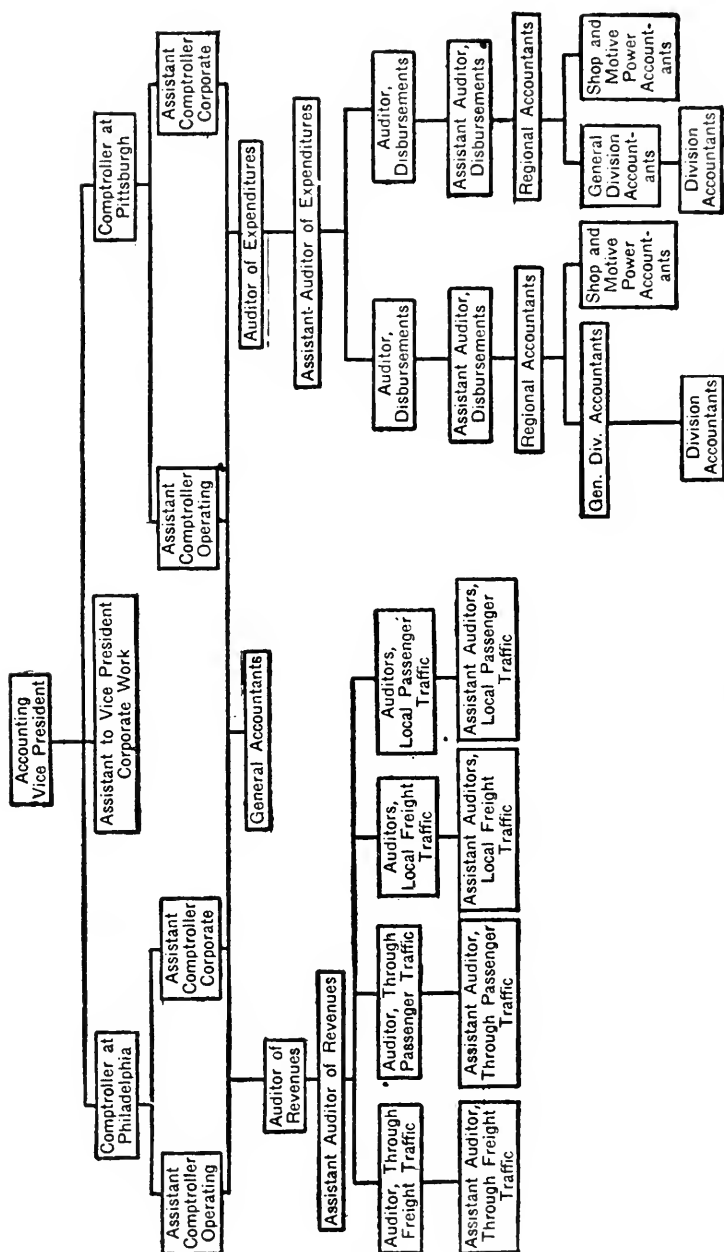 Accounting
Vice President
Assistant to Vice President
Corporate Work
Comptroller at
Philadelphia
Comptroller at
Pittsburgh
Assistant
Comptroller
Operating
Assistant
Comptroller
Corporate
Assistant
Comptroller
Operating
Assistant
Comptroller
Corporate
Auditor of
Revenues
General Accountants
Auditor of Expenditures
Assistant Auditor of Revenues
Assistant-Auditor of Expenditures
Auditor, Through
Freight Traffic
Auditor, Through
Passenger Traffic
Auditors,
Local Freight
Traffic
Auditors,
Local Passenger
Traffic
Assistant Auditor,
Through Freight
Traffic
Assistant Auditor,
Through Passenger
Traffic
Assistant Auditors,
Local Freight
Traffic
Assistant Auditors,
Local Passenger
Traffic
Auditor,
Disbursements
Auditor,
Disbursements
Assistant Auditor,
Disbursements
Assistant Auditor,
Disbursements
Regional Accountants
Regional Accountants
Gen. Div. Accountants
Shop and
Motive
Power
Account-
ants
General
Division
Account-
ants
Shop and
Motive
Power
Account-
ants
Division
Accountants
Division
Accountants